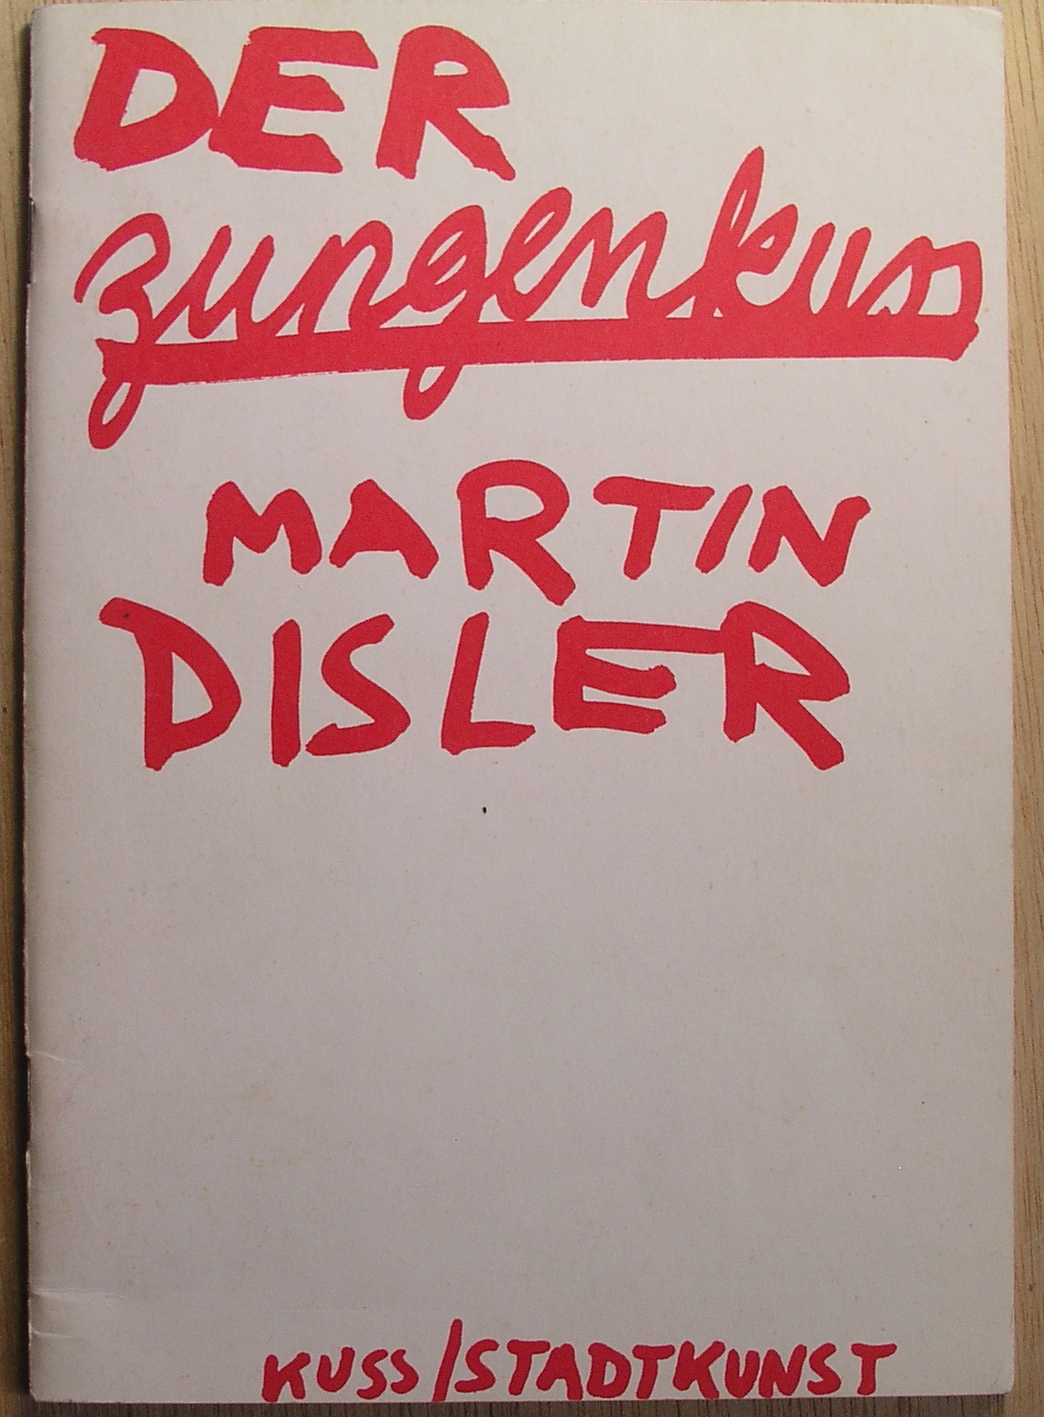 DER
zungenkuss
MARTIN
DISLER
KUSS/STADTKUNST